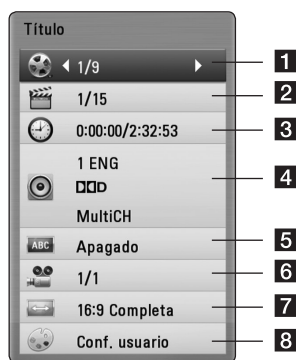 Título
1/9 1
1/15 2
0:00:00/2:32:53 3
1 ENG
DD D
MultiCH
4
ABC Apagado 5
1/1 6
16:9 Completa 7
Conf. usuario 8